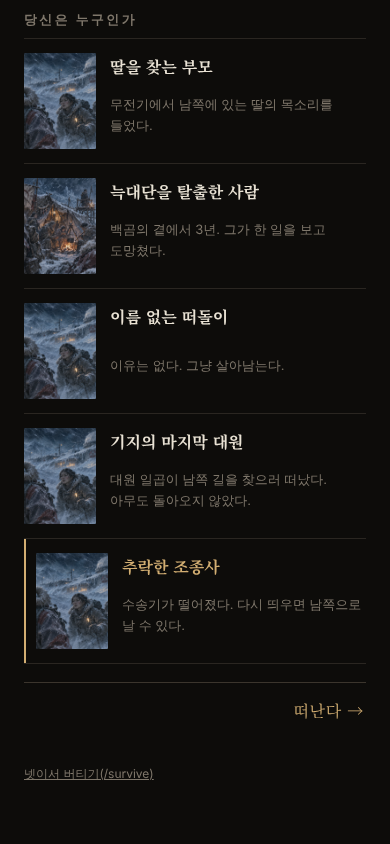 당신은 누구인가
딸을 찾는 부모
무전기에서 남쪽에 있는 딸의 목소리를
들었다.
늑대단을 탈출한 사람
백곰의 곁에서 3년. 그가 한 일을 보고
도망쳤다.
이름 없는 떠돌이
이유는 없다. 그냥 살아남는다.
기지의 마지막 대원
대원 일곱이 남쪽 길을 찾으러 떠났다.
아무도 돌아오지 않았다.
추락한 조종사
수송기가 떨어졌다. 다시 띄우면 남쪽으로
날 수 있다.
떠난다 →
넷이서 버티기(/survive)